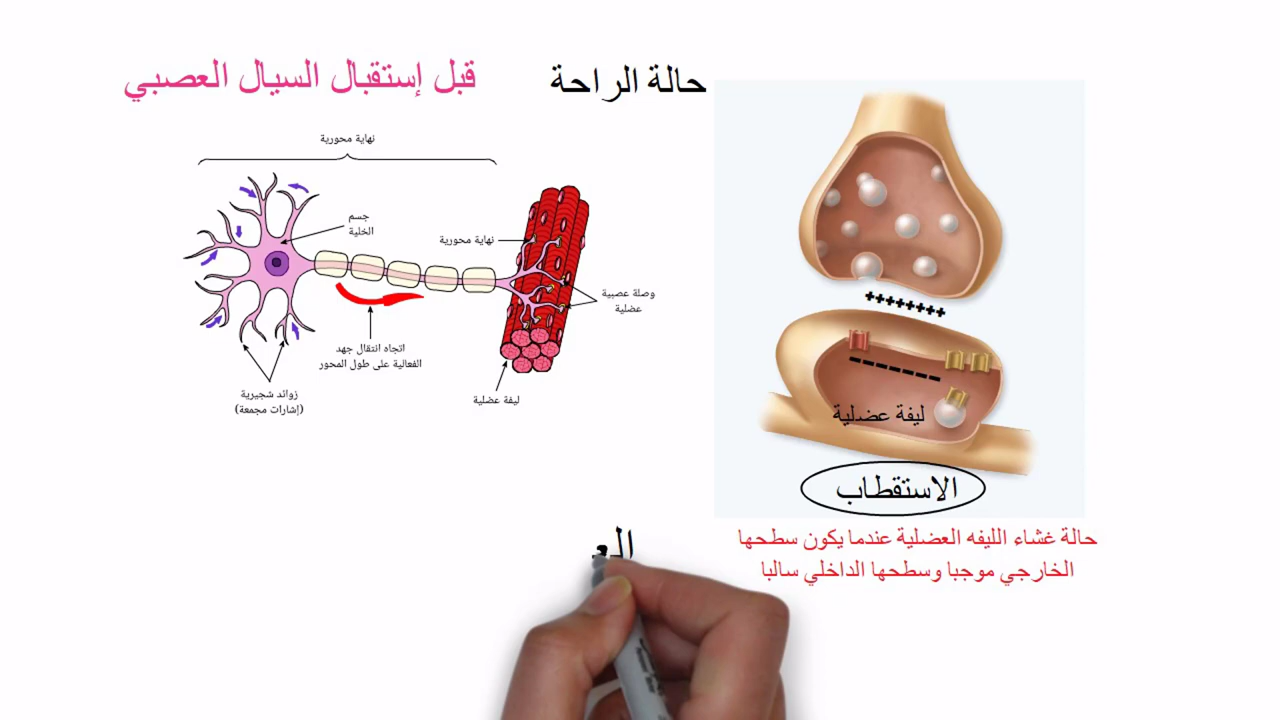 قبل إستقبال السيال العصبي
حالة الراحة
نهاية محورية
جسم
الخلية
نهاية محورية
وصلة عصبية
عضلية
اتجاه انتقال جهد
الفعالية على طول المحور
زوائد شجيرية
(إشارات مجمعة)
ليفة عضلية
++++++++
ليفة عضلية
الاستقطاب
حالة غشاء الليفه العضلية عندما يكون سطحها
الخارجي موجبا وسطحها الداخلي سالبا